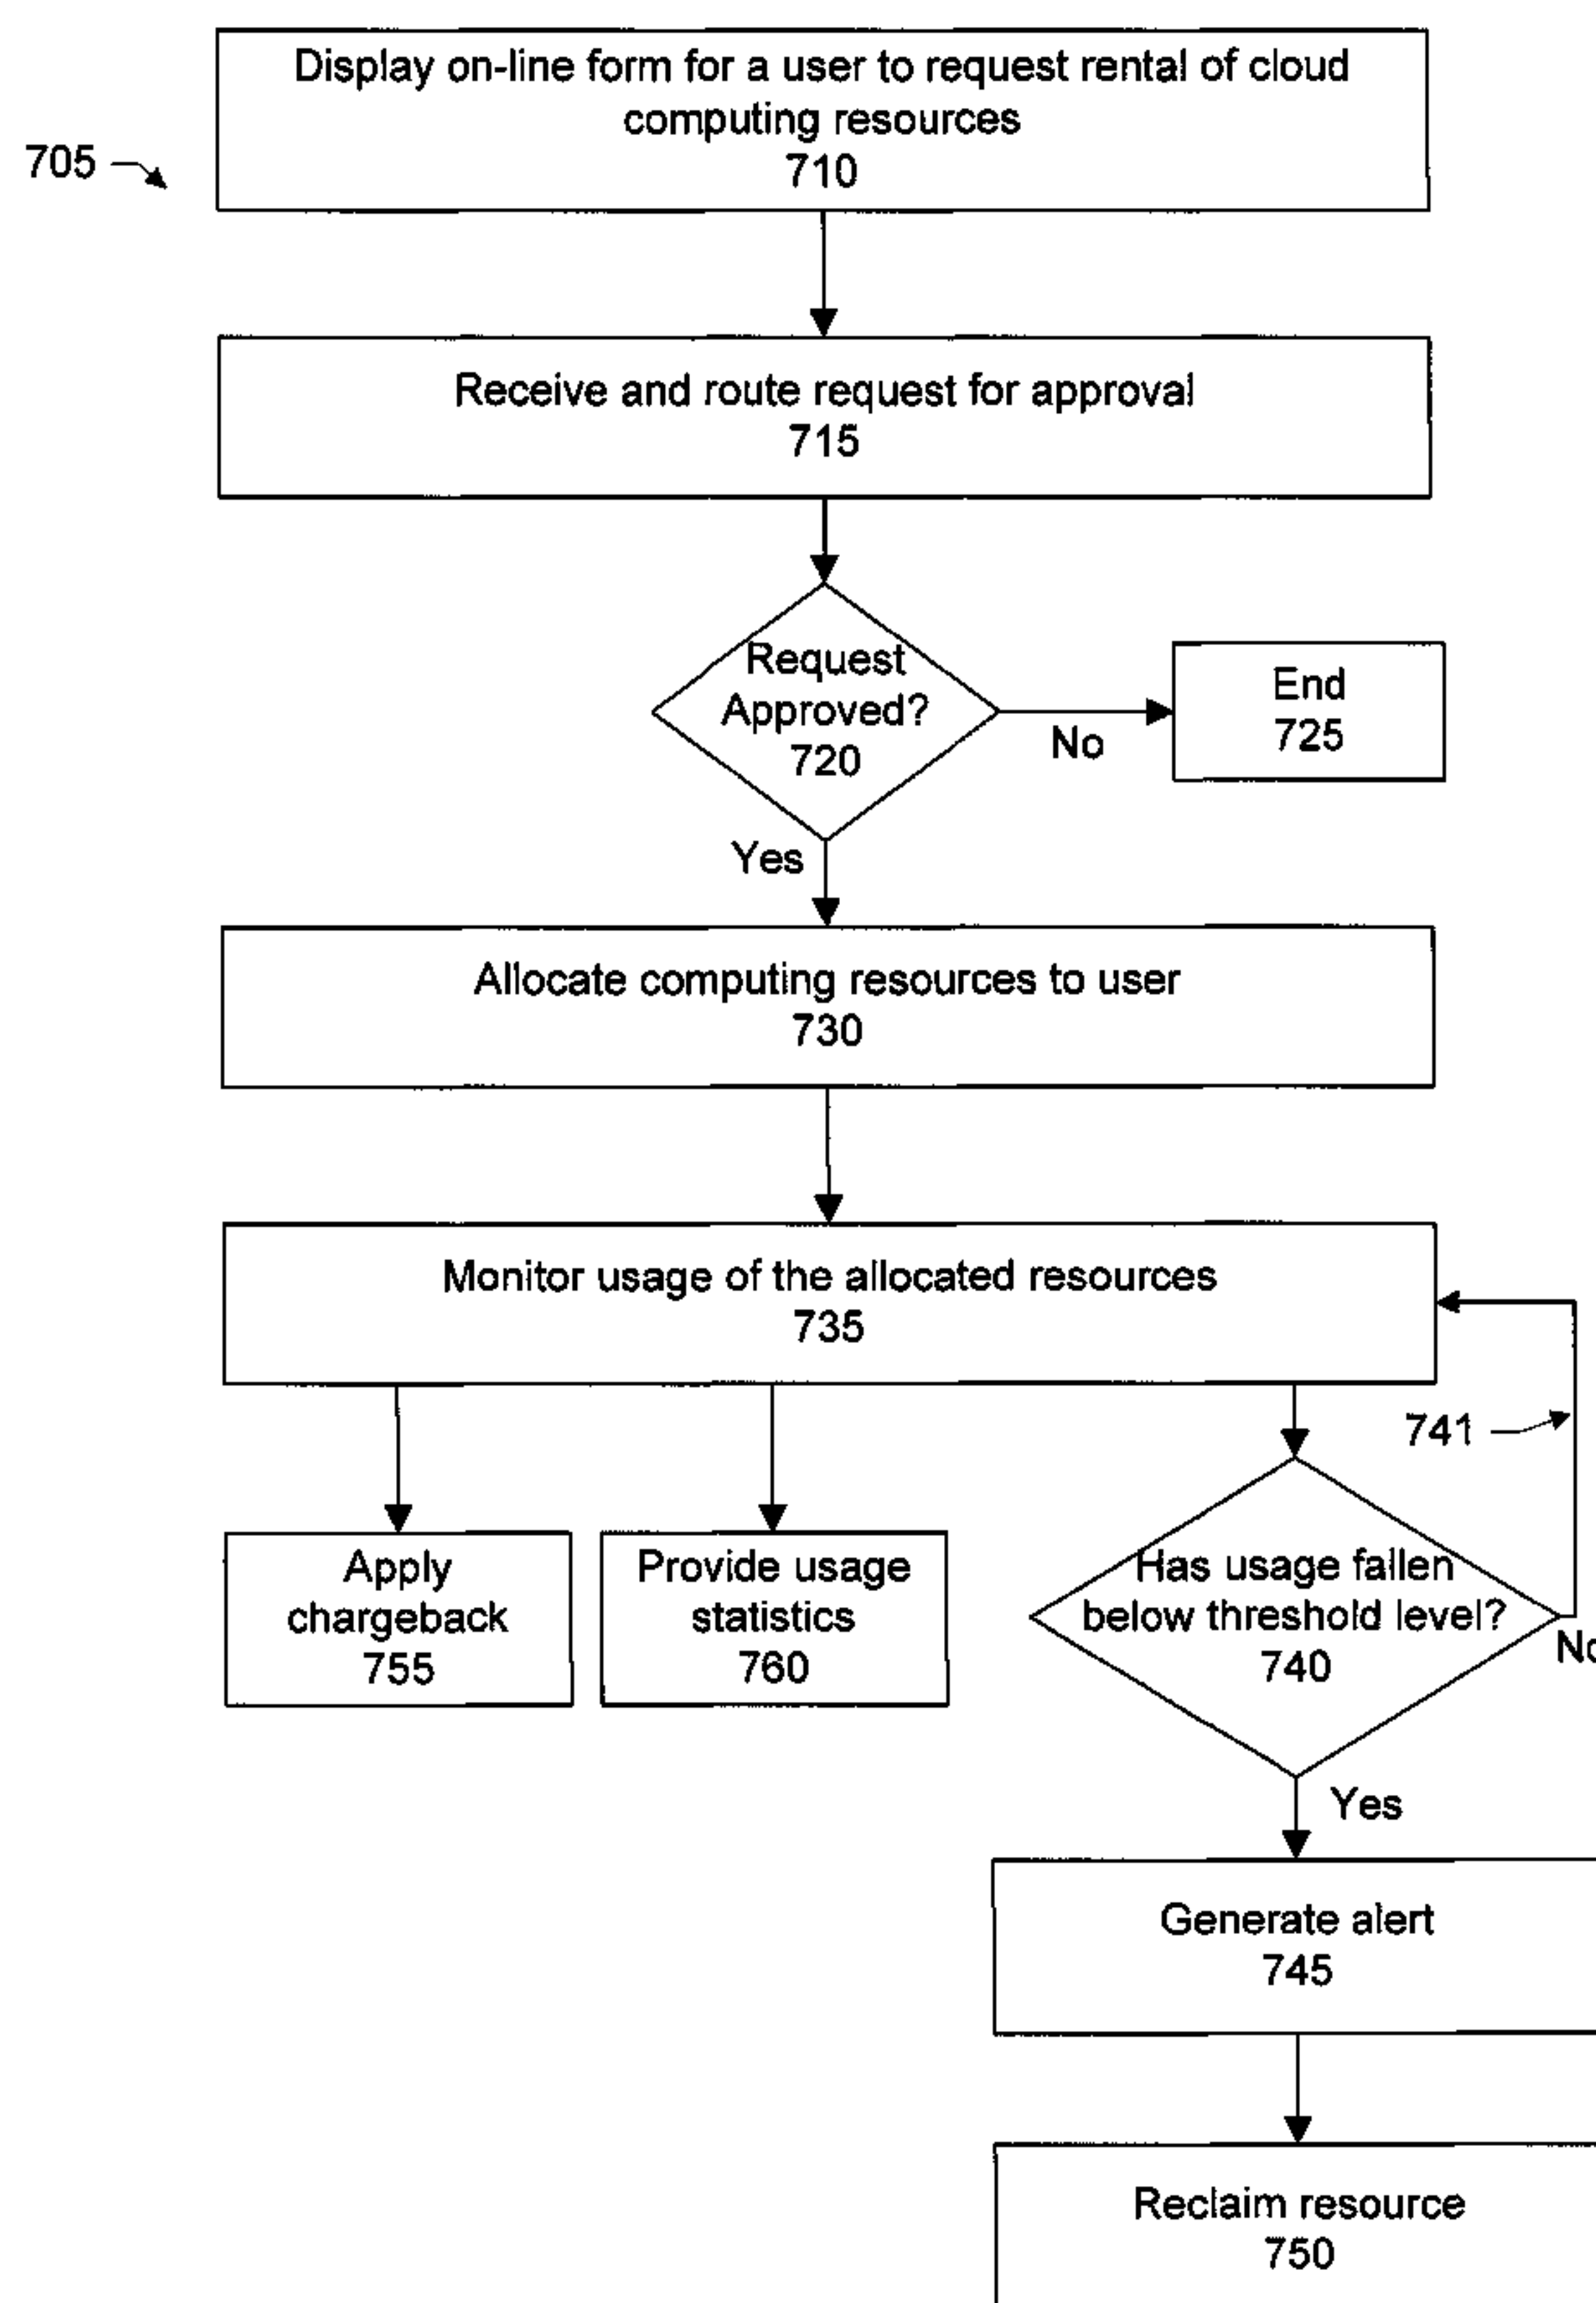 Display on-line form for a user to request rental of cloud
computing resources
710
705
Receive and route request for approval
715
Request
Approved?
720
End
725
No
Yes
Allocate computing resources to user
730
Monitor usage of the allocated resources
735
741
Apply
chargeback
755
Provide usage
statistics
760
Has usage fallen
below threshold level?
740
No
Yes
Generate alert
745
Reclaim resource
750